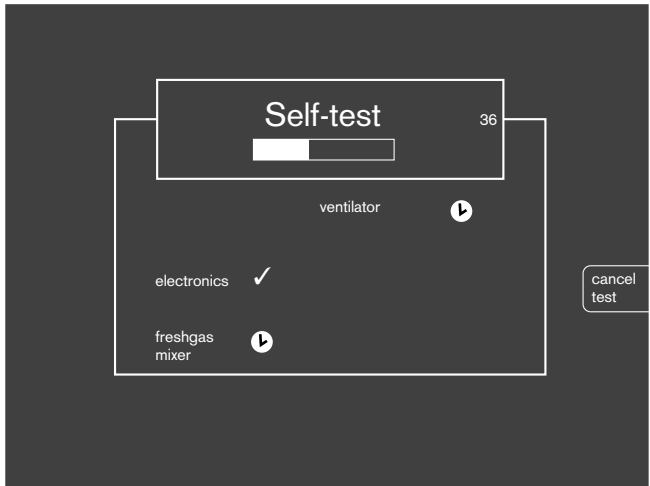 Self-test
36
ventilator
electronics ✓
cancel
test
freshgas
mixer